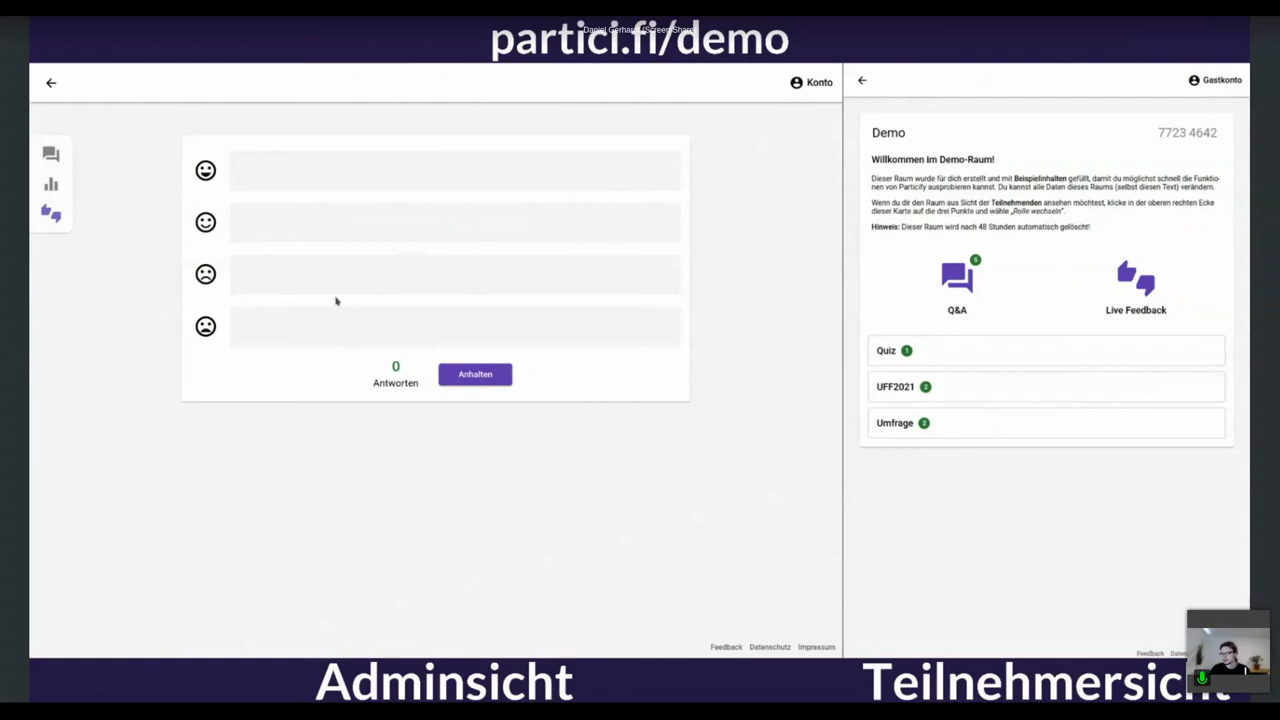 partici.fi/demo
Konto
0
Antworten
Anhalten
Feedback Datenschutz Impressum
Adminsicht
Gastkonto
Demo
7723 4642
Willkommen im Demo-Raum!
Dieser Raum wurde für dich erstellt und mit Beispielinhalten gefüllt, damit du möglichst schnell die Funktio-
nen von Particify ausprobieren kannst. Du kannst alle Daten dieses Raums (selbst diesen Text) verändern.
Wenn du dir den Raum aus Sicht der Teilnehmenden ansehen möchtest, klicke in der oberen rechten Ecke
dieser Karte auf die drei Punkte und wähle „Rolle wechseln".
Hinweis: Dieser Raum wird nach 48 Stunden automatisch gelöscht!
5
Q&A
Live Feedback
Quiz 1
UFF2021 2
Umfrage 2
Feedback
Teilnehmersicht